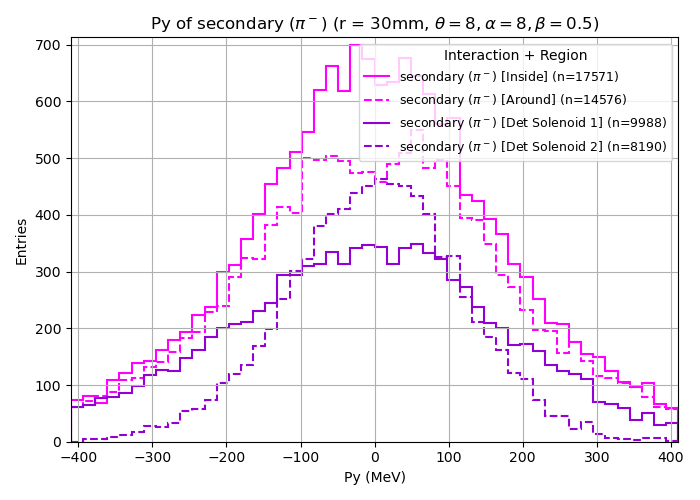 Py of secondary (π⁻) (r = 30mm, θ = 8, α = 8, β = 0.5)
Interaction + Region
secondary (π⁻) [Inside] (n=17571)
secondary (π⁻) [Around] (n=14576)
secondary (π⁻) [Det Solenoid 1] (n=9988)
secondary (π⁻) [Det Solenoid 2] (n=8190)
Entries
700
600
500
400
300
200
100
0
−400 −300 −200 −100 0 100 200 300 400
Py (MeV)